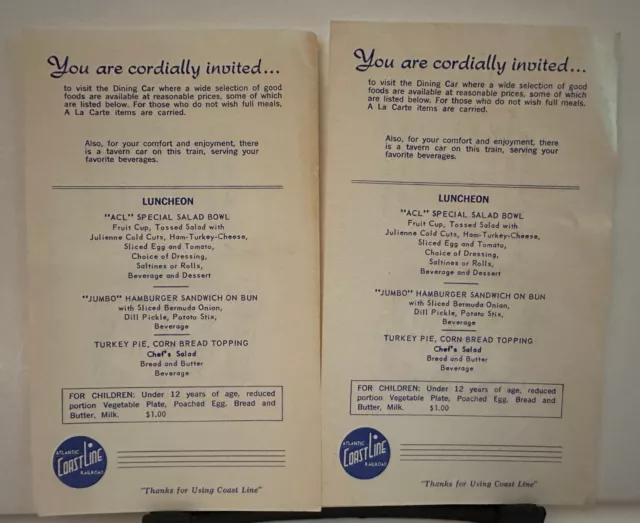 You are cordially invited...
to visit the Dining Car where a wide selection of good
foods are available at reasonable prices, some of which
are listed below. For those who do not wish full meals,
A La Carte items are carried.
Also, for your comfort and enjoyment, there
is a tavern car on this train, serving your
favorite beverages.
LUNCHEON
"ACL" SPECIAL SALAD BOWL
Fruit Cup, Tossed Salad with
Julienne Cold Cuts, Ham-Turkey-Cheese,
Sliced Egg and Tomato,
Choice of Dressing,
Saltines or Rolls,
Beverage and Dessert
"JUMBO" HAMBURGER SANDWICH ON BUN
with Sliced Bermuda Onion,
Dill Pickle, Potato Stix,
Beverage
TURKEY PIE, CORN BREAD TOPPING
Chef's Salad
Bread and Butter
Beverage
FOR CHILDREN: Under 12 years of age, reduced
portion Vegetable Plate, Poached Egg, Bread and
Butter, Milk. $1.00
ATLANTIC
COAST LINE
RAILROAD
"Thanks for Using Coast Line"
You are cordially invited...
to visit the Dining Car where a wide selection of good
foods are available at reasonable prices, some of which
are listed below. For those who do not wish full meals,
A La Carte items are carried.
Also, for your comfort and enjoyment, there
is a tavern car on this train, serving your
favorite beverages.
LUNCHEON
"ACL" SPECIAL SALAD BOWL
Fruit Cup, Tossed Salad with
Julienne Cold Cuts, Ham-Turkey-Cheese,
Sliced Egg and Tomato,
Choice of Dressing,
Saltines or Rolls,
Beverage and Dessert
"JUMBO" HAMBURGER SANDWICH ON BUN
with Sliced Bermuda Onion,
Dill Pickle, Potato Stix,
Beverage
TURKEY PIE, CORN BREAD TOPPING
Chef's Salad
Bread and Butter
Beverage
FOR CHILDREN: Under 12 years of age, reduced
portion Vegetable Plate, Poached Egg, Bread and
Butter, Milk. $1.00
ATLANTIC
COAST LINE
RAILROAD
"Thanks for Using Coast Line"